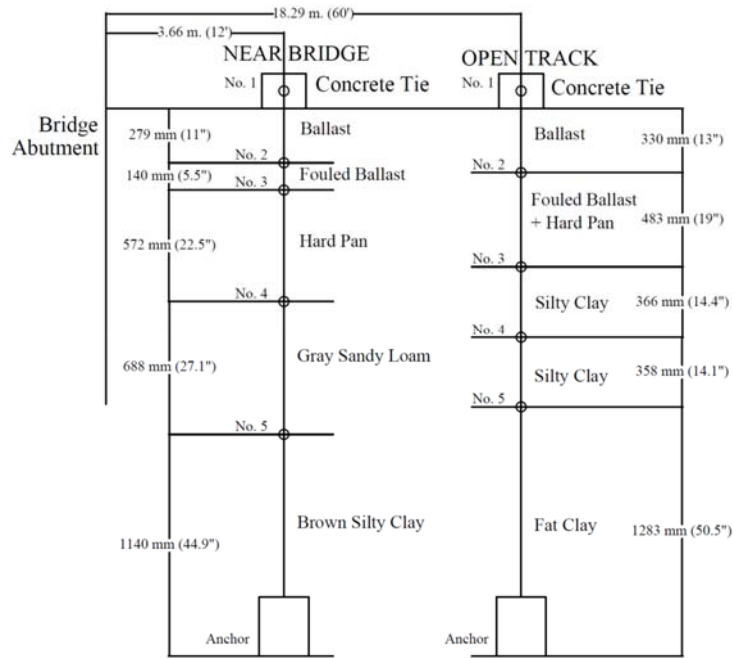 18.29 m. (60')
3.66 m. (12')
NEAR BRIDGE
OPEN TRACK
No. 1
Concrete Tie
No. 1
Concrete Tie
Bridge
Abutment
279 mm (11")
Ballast
Ballast
330 mm (13")
No. 2
No. 2
140 mm (5.5")
Fouled Ballast
No. 3
Fouled Ballast
+ Hard Pan
483 mm (19")
572 mm (22.5")
Hard Pan
No. 3
No. 4
Silty Clay
366 mm (14.4")
No. 4
688 mm (27.1")
Gray Sandy Loam
Silty Clay
358 mm (14.1")
No. 5
No. 5
1140 mm (44.9")
Brown Silty Clay
Fat Clay
1283 mm (50.5")
Anchor
Anchor